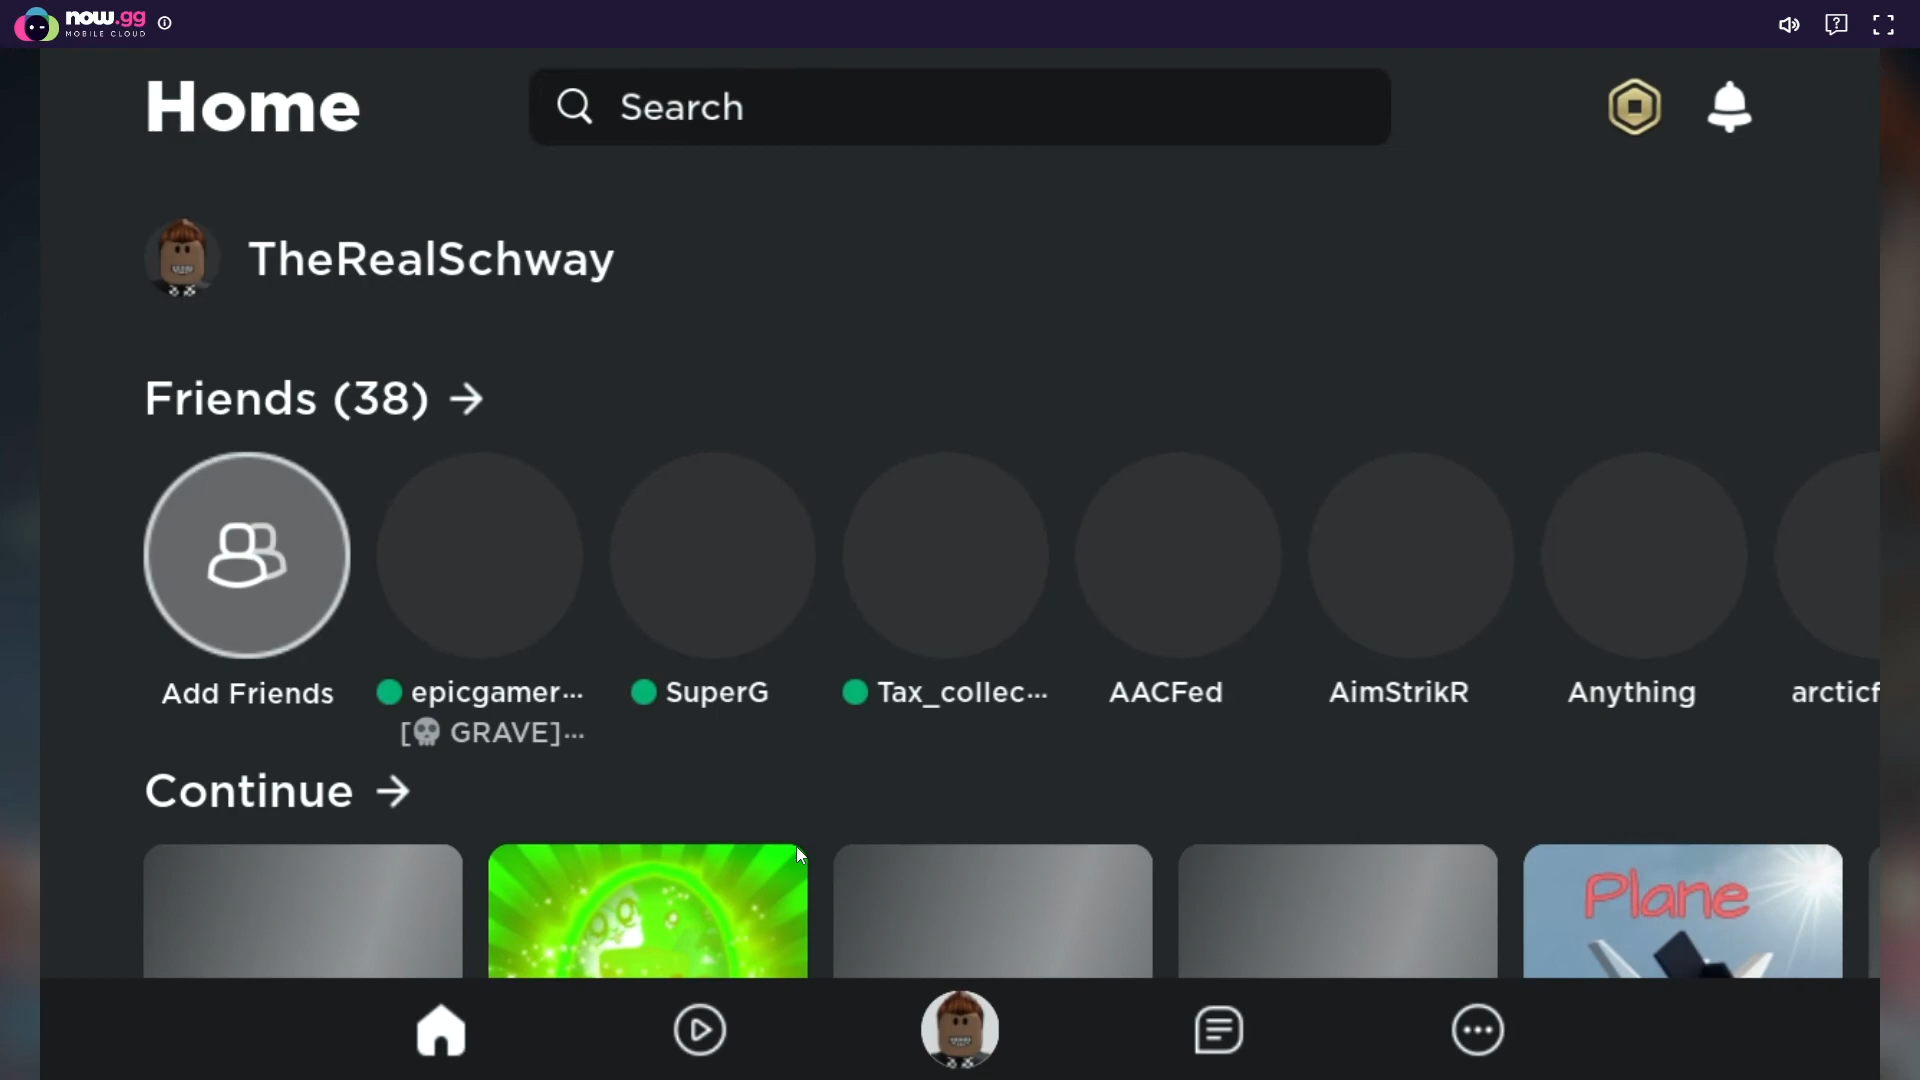 now.gg
MOBILE CLOUD
Home
Search
TheRealSchway
Friends (38)
Add Friends
epicgamer...
SuperG
Tax_collec...
AACFed
AimStrikR
Anything
arcticf
[💀 GRAVE]...
Continue
Plane